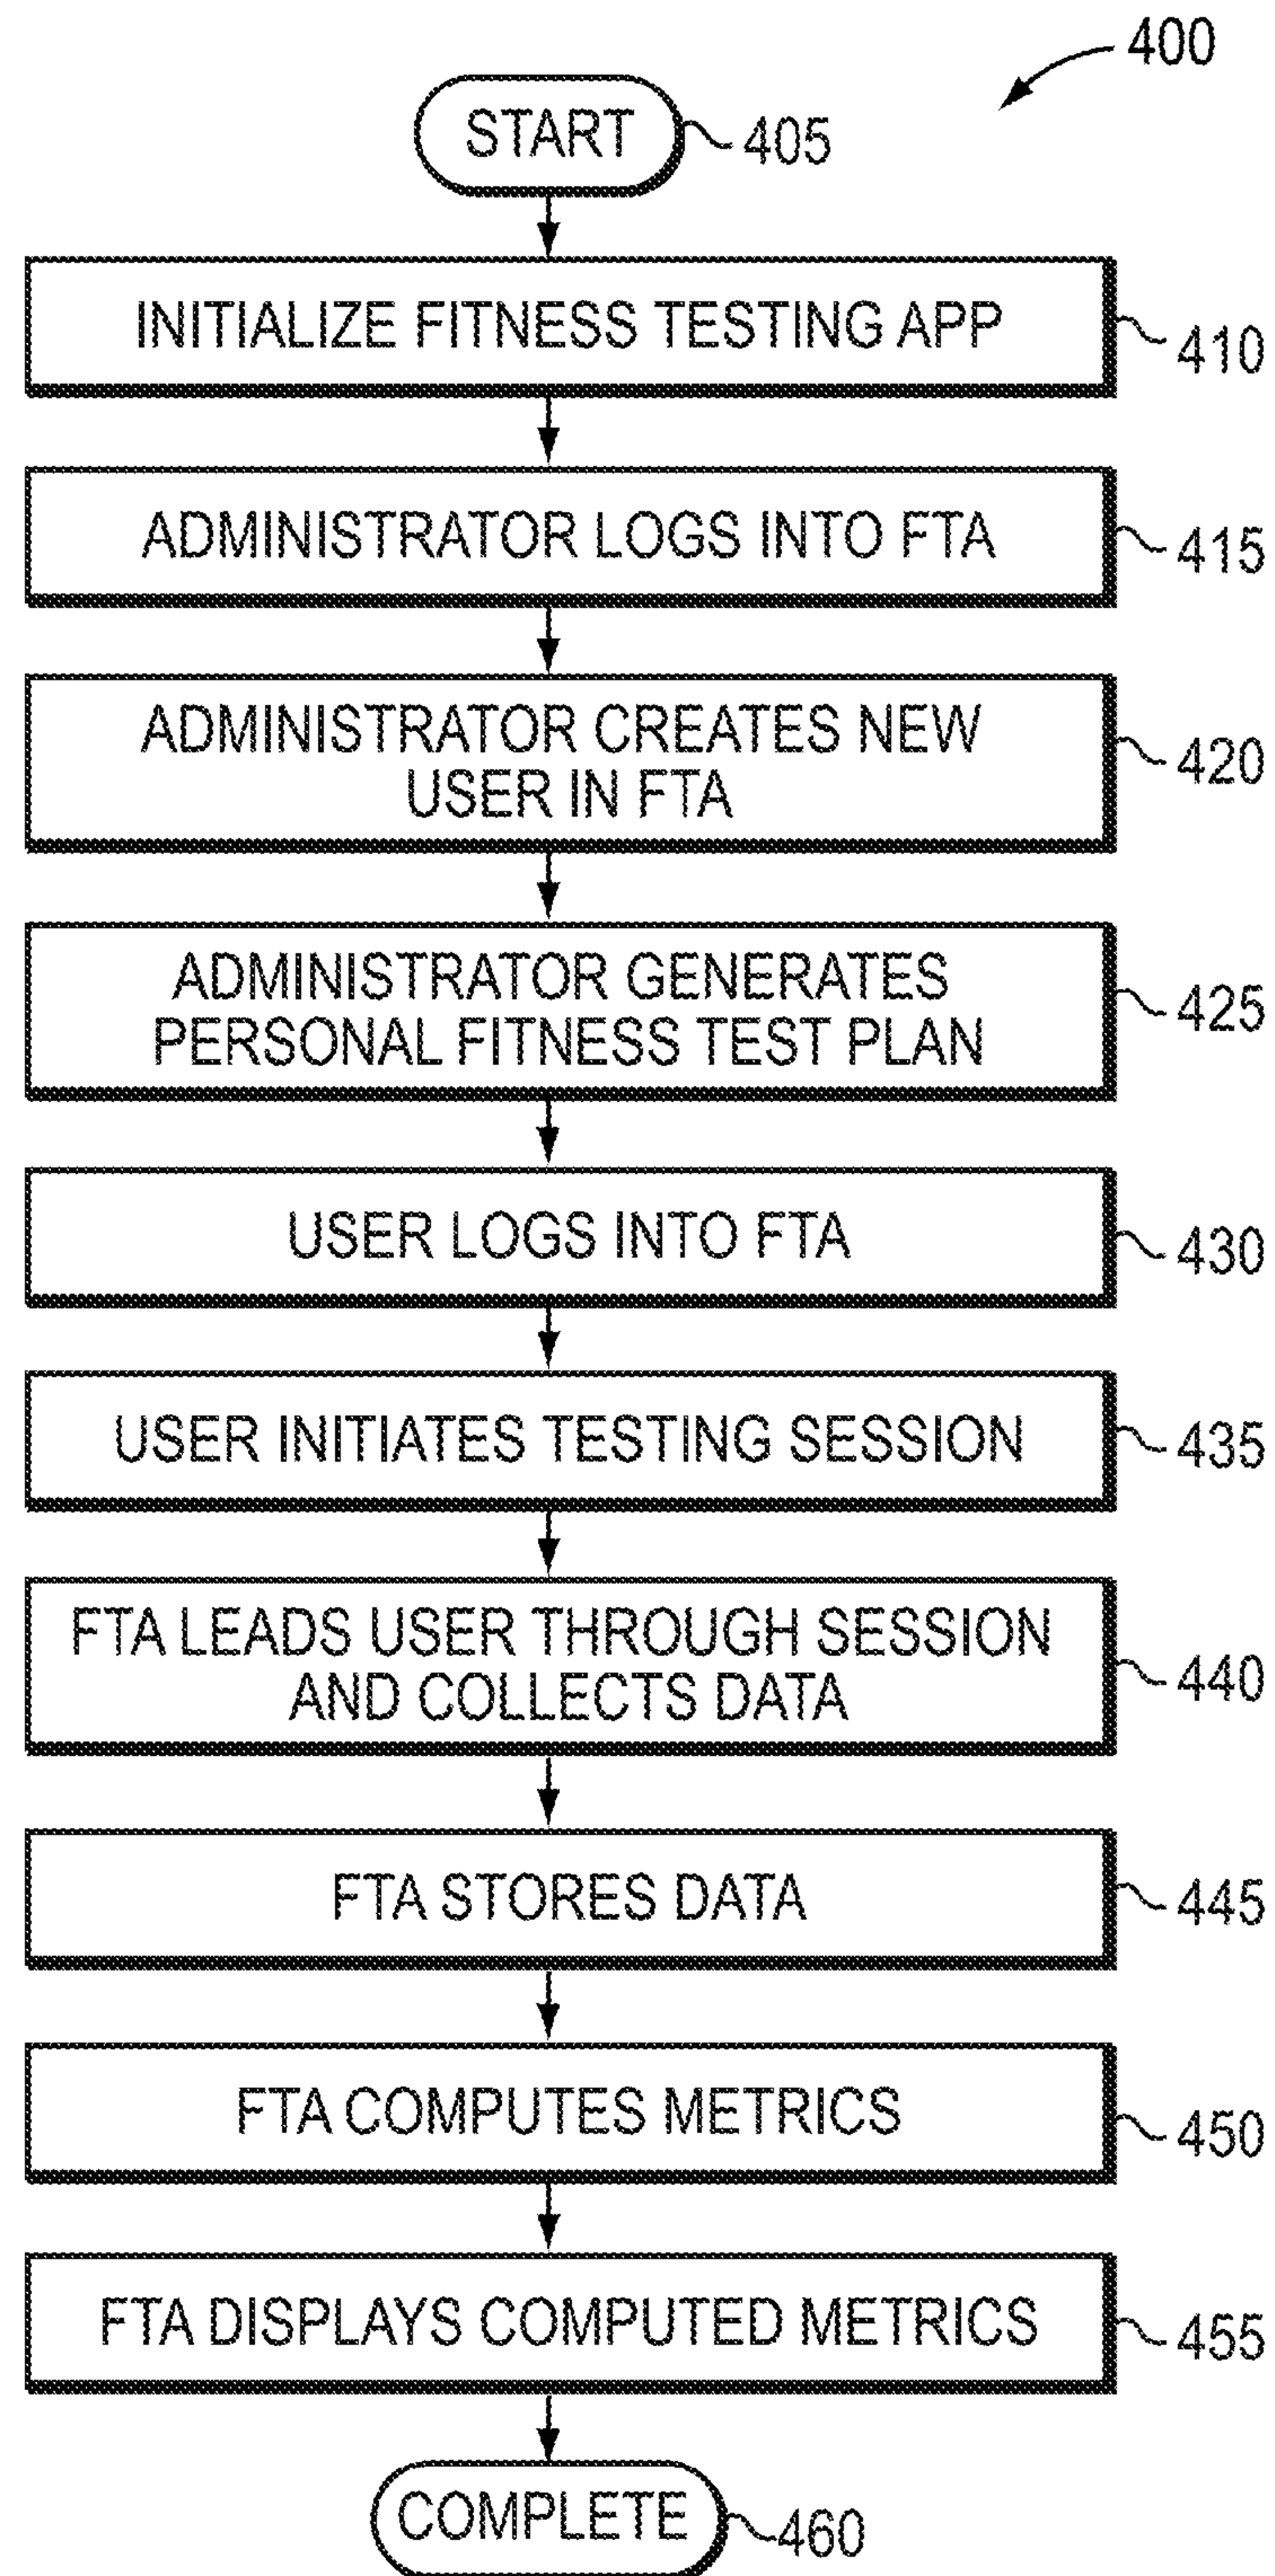 400
START
405
INITIALIZE FITNESS TESTING APP
410
ADMINISTRATOR LOGS INTO FTA
415
ADMINISTRATOR CREATES NEW
USER IN FTA
420
ADMINISTRATOR GENERATES
PERSONAL FITNESS TEST PLAN
425
USER LOGS INTO FTA
430
USER INITIATES TESTING SESSION
435
FTA LEADS USER THROUGH SESSION
AND COLLECTS DATA
440
FTA STORES DATA
445
FTA COMPUTES METRICS
450
FTA DISPLAYS COMPUTED METRICS
455
COMPLETE
460